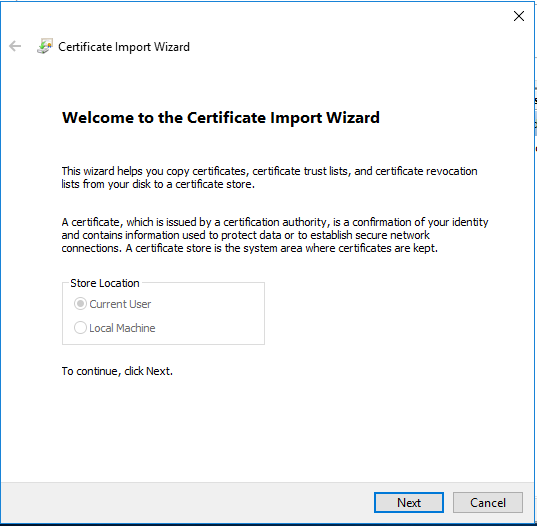 Certificate Import Wizard
Welcome to the Certificate Import Wizard
This wizard helps you copy certificates, certificate trust lists, and certificate revocation
lists from your disk to a certificate store.
A certificate, which is issued by a certification authority, is a confirmation of your identity
and contains information used to protect data or to establish secure network
connections. A certificate store is the system area where certificates are kept.
Store Location
Current User
Local Machine
To continue, click Next.
Next
Cancel